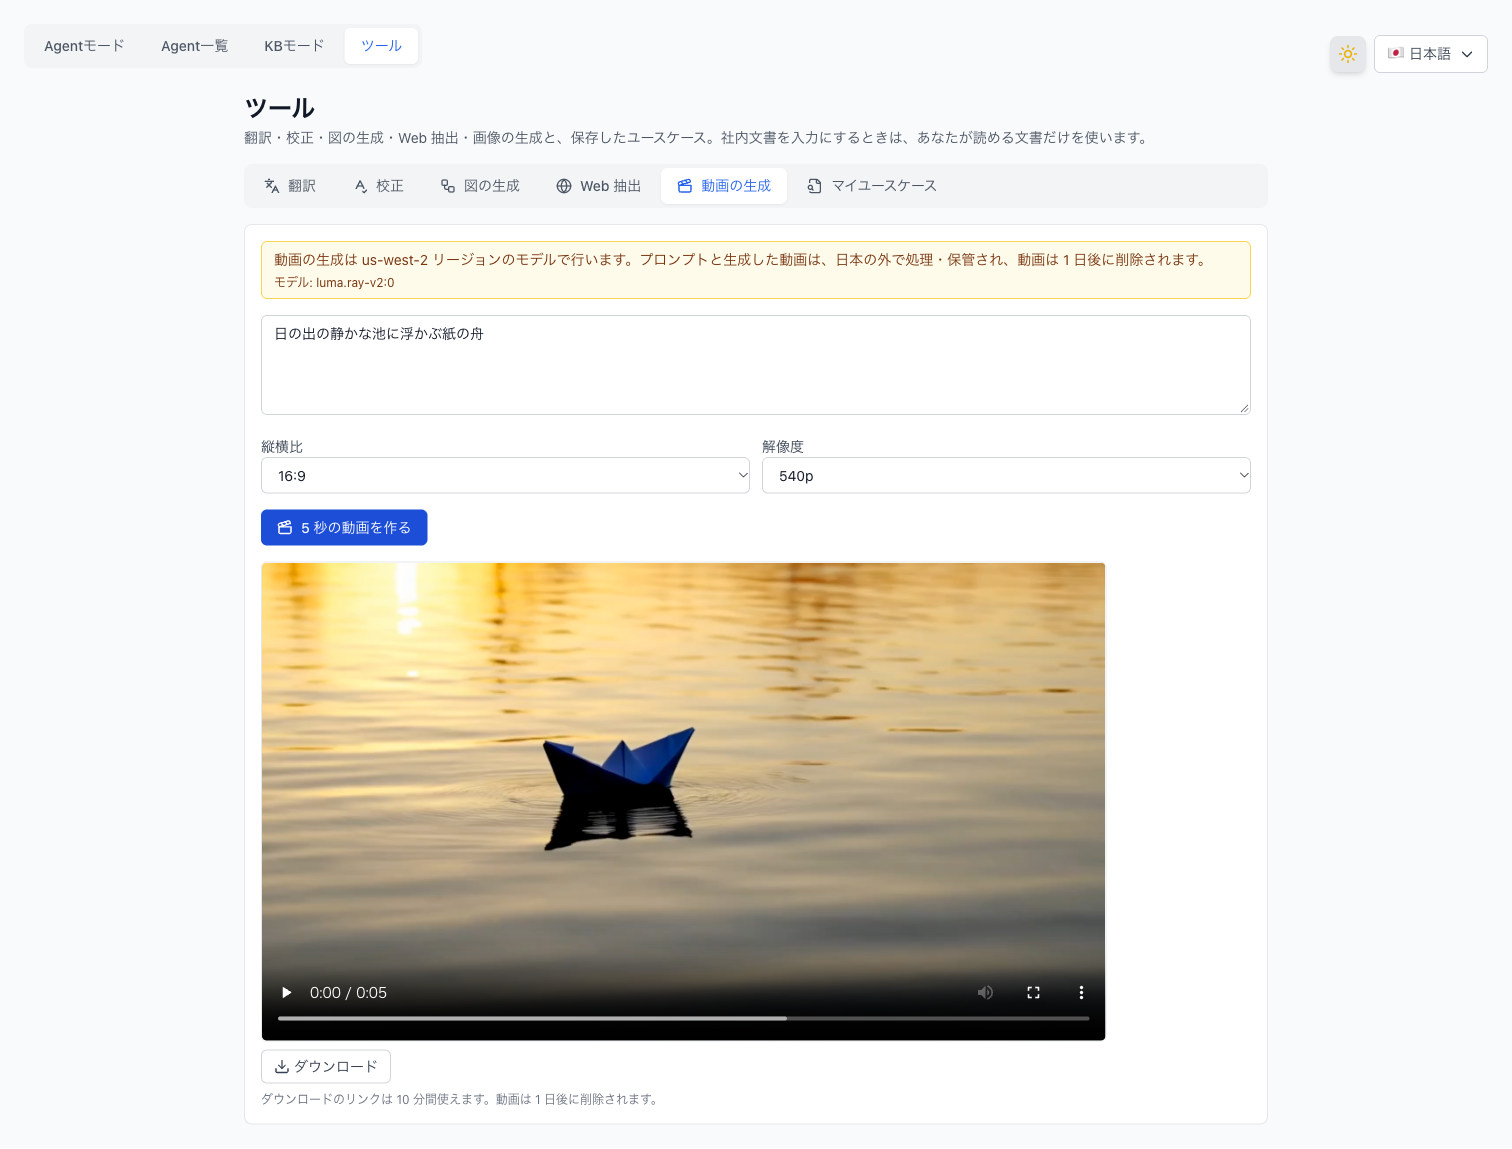 Agentモード
Agent一覧
KBモード
ツール
日本語
ツール
翻訳・校正・図の生成・Web 抽出・画像の生成と、保存したユースケース。社内文書を入力にするときは、あなたが読める文書だけを使います。
翻訳
校正
図の生成
Web 抽出
動画の生成
マイユースケース
動画の生成は us-west-2 リージョンのモデルで行います。プロンプトと生成した動画は、日本の外で処理・保管され、動画は 1 日後に削除されます。
モデル: luma.ray-v2:0
日の出の静かな池に浮かぶ紙の舟
縦横比
解像度
16:9
540p
5 秒の動画を作る
0:00 / 0:05
ダウンロード
ダウンロードのリンクは 10 分間使えます。動画は 1 日後に削除されます。